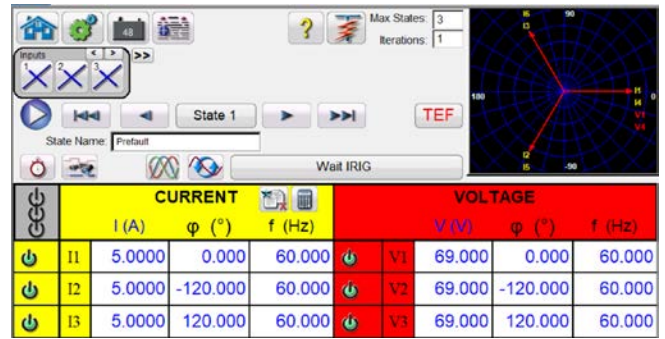 48
?
Max States: 3
Iterations: 1
Inputs < > >>
1 2 3
State 1
TEF
State Name: Prefault
Wait IRIG
I6 90
I3
180
I1 0
I4
V1
V4
I2
I5 -90
CURRENT VOLTAGE
I (A) φ (°) f (Hz) V (V) φ (°) f (Hz)
I1 5.0000 0.000 60.000 V1 69.000 0.000 60.000
I2 5.0000 -120.000 60.000 V2 69.000 -120.000 60.000
I3 5.0000 120.000 60.000 V3 69.000 120.000 60.000